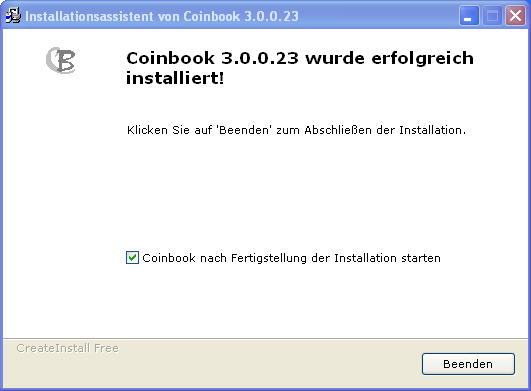 Installationsassistent von Coinbook 3.0.0.23
CB
Coinbook 3.0.0.23 wurde erfolgreich
installiert!
Klicken Sie auf 'Beenden' zum Abschließen der Installation.
Coinbook nach Fertigstellung der Installation starten
CreateInstall Free
Beenden